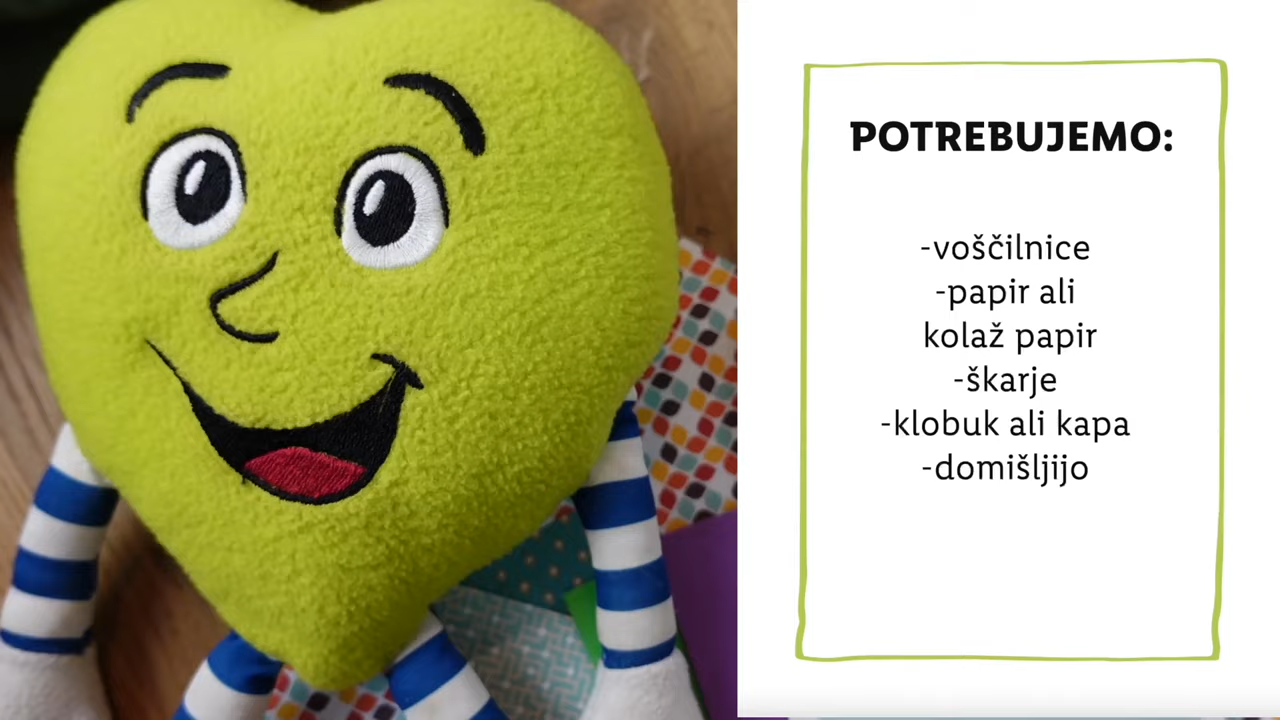 POTREBUJEMO:
-voščilnice
-papir ali
kolaž papir
-škarje
-klobuk ali kapa
-domišljijo